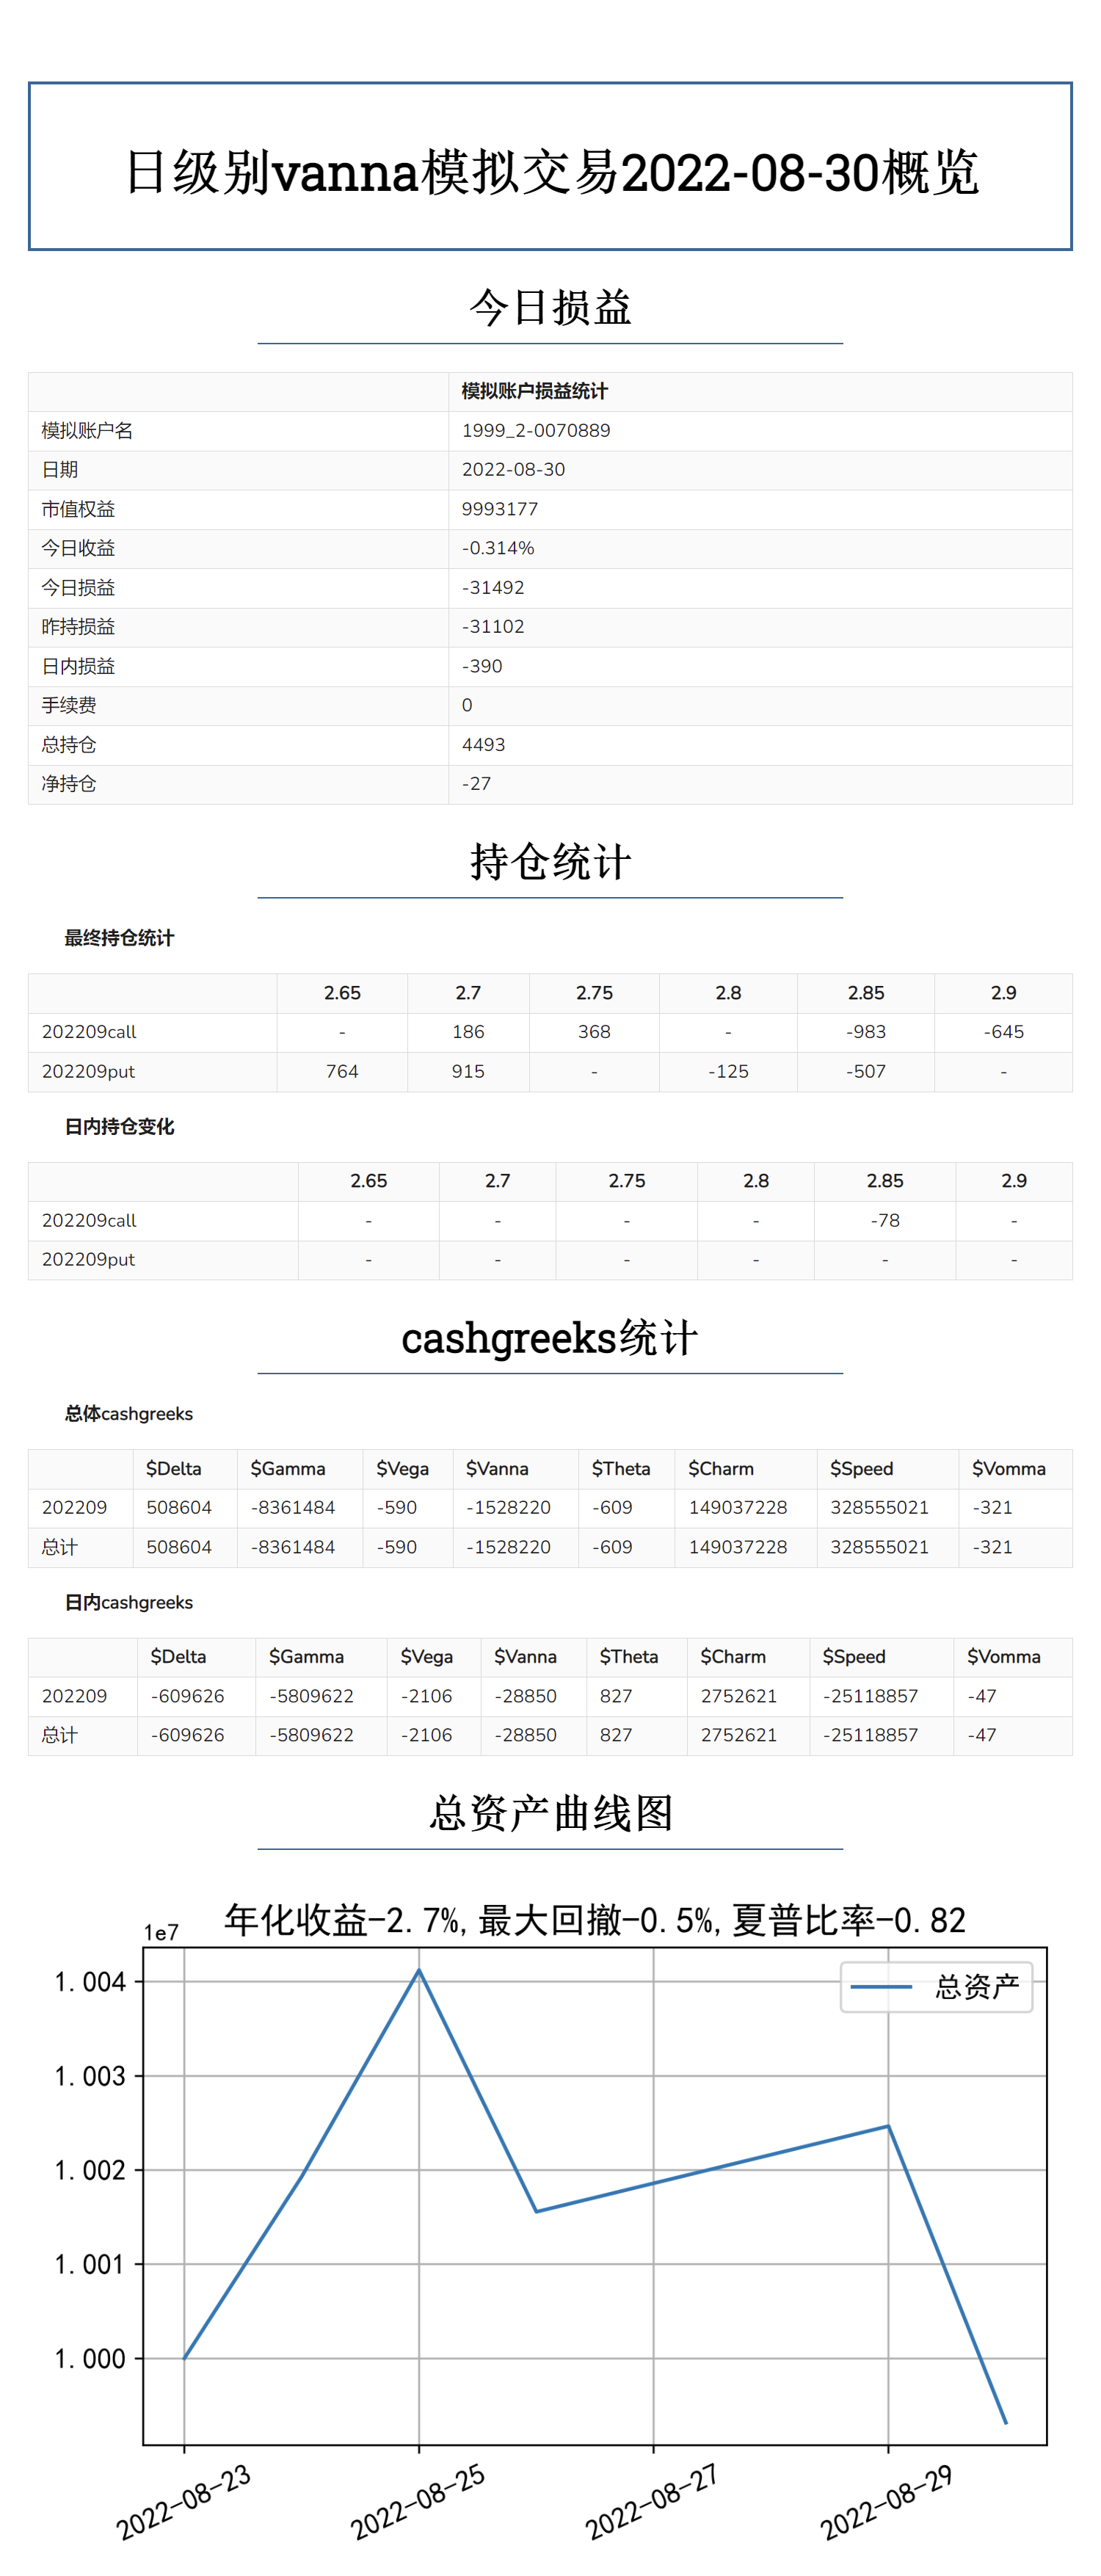 日级别vanna模拟交易2022-08-30概览
今日损益
模拟账户损益统计
模拟账户名 1999_2-0070889
日期 2022-08-30
市值权益 9993177
今日收益 -0.314%
今日损益 -31492
昨持损益 -31102
日内损益 -390
手续费 0
总持仓 4493
净持仓 -27
持仓统计
最终持仓统计
2.65 2.7 2.75 2.8 2.85 2.9
202209call - 186 368 - -983 -645
202209put 764 915 - -125 -507 -
日内持仓变化
2.65 2.7 2.75 2.8 2.85 2.9
202209call - - - - -78 -
202209put - - - - - -
cashgreeks统计
总体cashgreeks
$Delta $Gamma $Vega $Vanna $Theta $Charm $Speed $Vomma
202209 508604 -8361484 -590 -1528220 -609 149037228 328555021 -321
总计 508604 -8361484 -590 -1528220 -609 149037228 328555021 -321
日内cashgreeks
$Delta $Gamma $Vega $Vanna $Theta $Charm $Speed $Vomma
202209 -609626 -5809622 -2106 -28850 827 2752621 -25118857 -47
总计 -609626 -5809622 -2106 -28850 827 2752621 -25118857 -47
总资产曲线图
年化收益-2.7%,最大回撤-0.5%,夏普比率-0.82
1e7
总资产
1.004
1.003
1.002
1.001
1.000
2022-08-23 2022-08-25 2022-08-27 2022-08-29